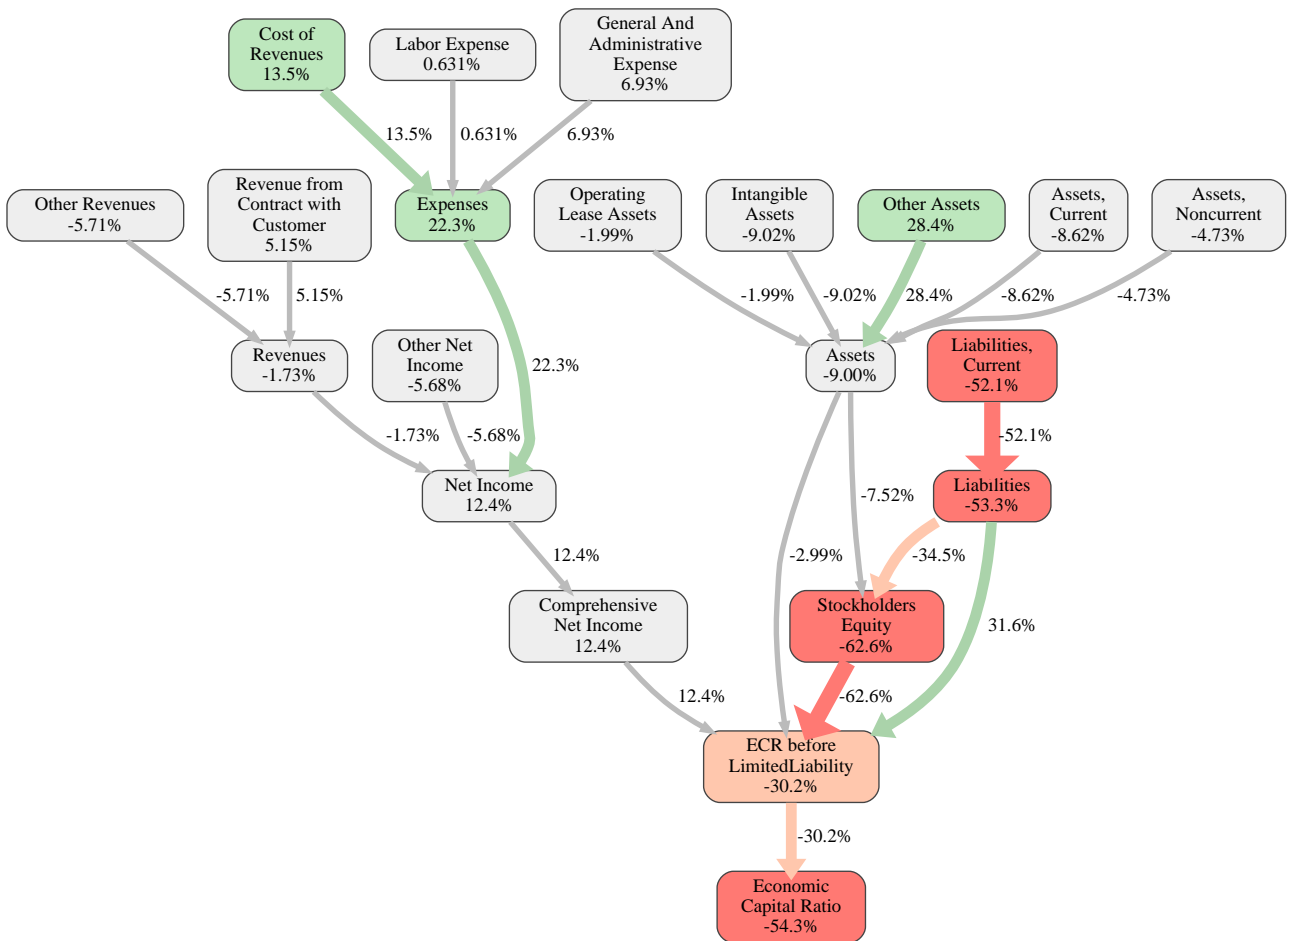 Cost of
Revenues
13.5%
Labor Expense
0.631%
General And
Administrative
Expense
6.93%
13.5%
0.631%
6.93%
Other Revenues
-5.71%
Revenue from
Contract with
Customer
5.15%
Expenses
22.3%
Operating
Lease Assets
-1.99%
Intangible
Assets
-9.02%
Other Assets
28.4%
Assets,
Current
-8.62%
Assets,
Noncurrent
-4.73%
-5.71%
5.15%
-1.99%
-9.02%
28.4%
-8.62%
-4.73%
Revenues
-1.73%
Other Net
Income
-5.68%
22.3%
Assets
-9.00%
Liabilities,
Current
-52.1%
-1.73%
-5.68%
-52.1%
Net Income
12.4%
-7.52%
Liabilities
-53.3%
12.4%
-2.99%
-34.5%
Comprehensive
Net Income
12.4%
Stockholders
Equity
-62.6%
31.6%
12.4%
-62.6%
ECR before
LimitedLiability
-30.2%
-30.2%
Economic
Capital Ratio
-54.3%